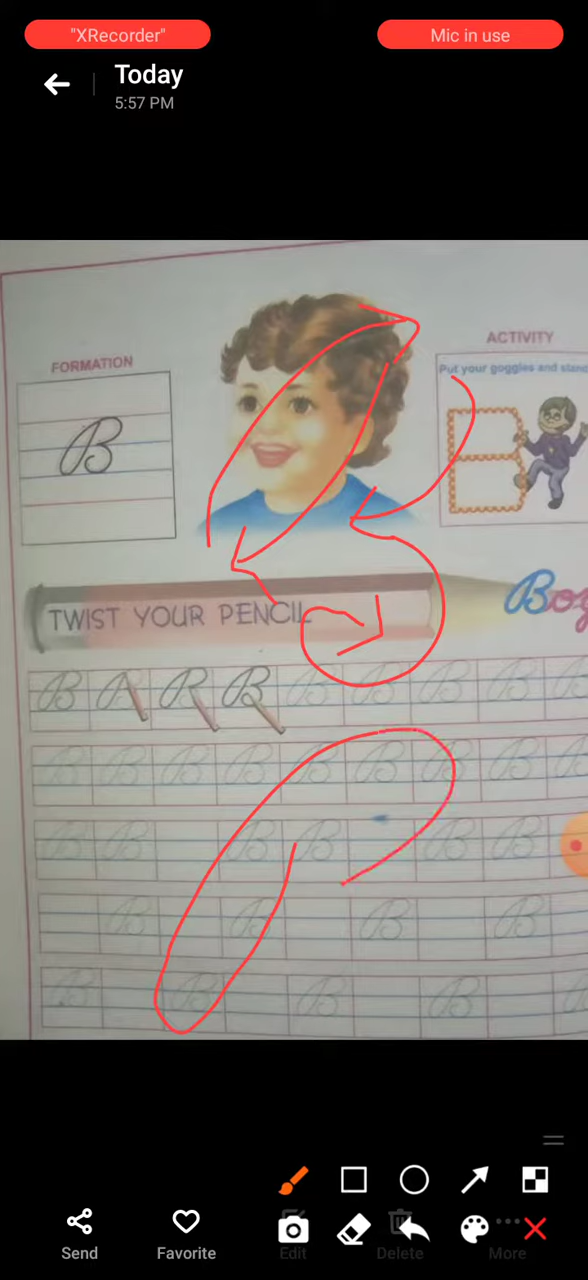 "XRecorder"
Mic in use
Today
5:57 PM
ACTIVITY
FORMATION
Put your goggles and stand
B
B
TWIST YOUR PENCIL
B B B B B B
B B B B B B B B
B B B B B B
B B B B
B B B B
Send
Favorite
Edit
Delete
More